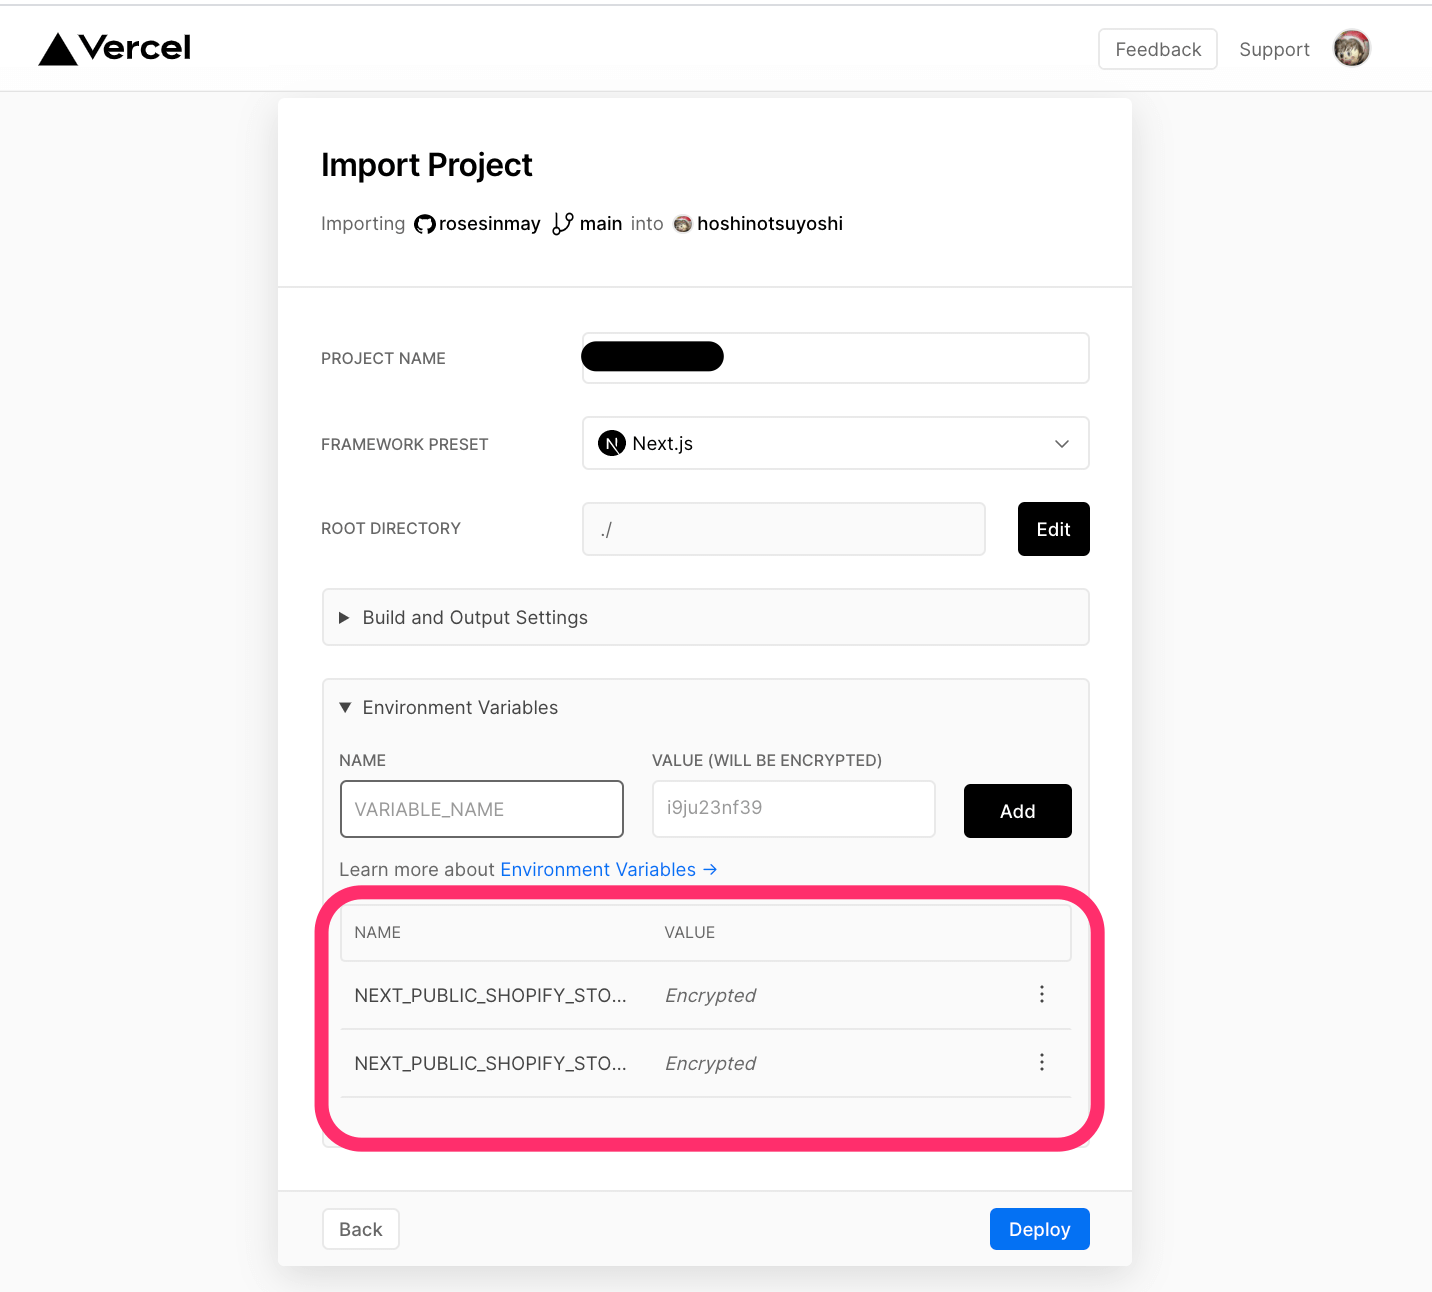 Vercel
Feedback Support
Import Project
Importing rosesinmay main into hoshinotsuyoshi
PROJECT NAME
FRAMEWORK PRESET Next.js
ROOT DIRECTORY ./ Edit
Build and Output Settings
Environment Variables
NAME VALUE (WILL BE ENCRYPTED)
VARIABLE_NAME i9ju23nf39 Add
Learn more about Environment Variables →
NAME VALUE
NEXT_PUBLIC_SHOPIFY_STO... Encrypted
NEXT_PUBLIC_SHOPIFY_STO... Encrypted
Back Deploy